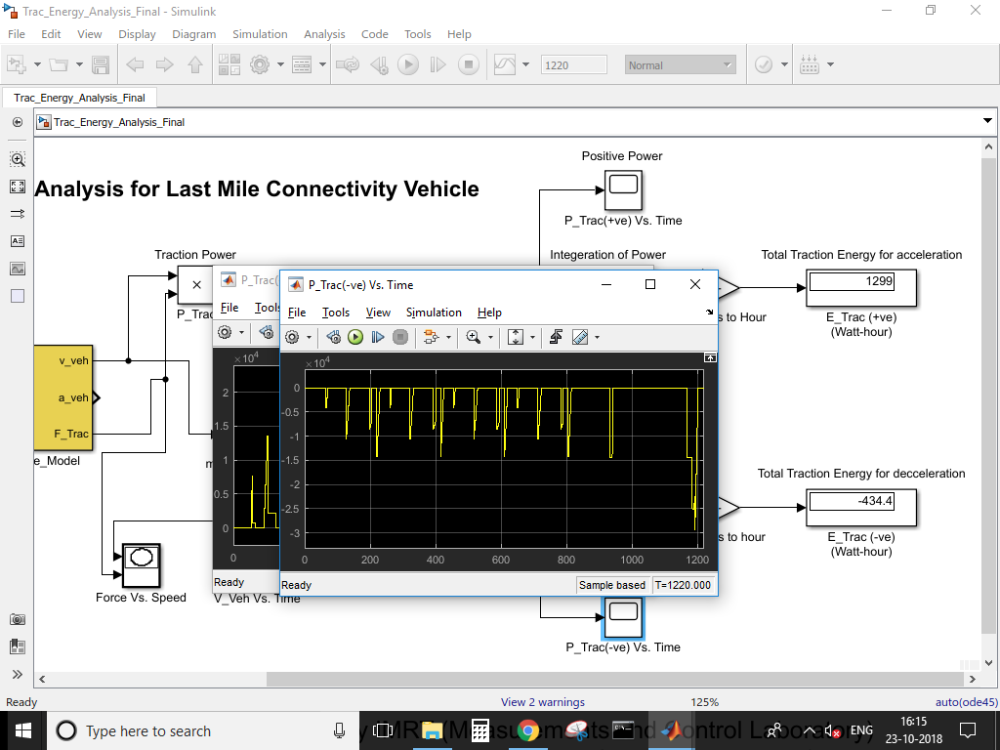 Trac_Energy_Analysis_Final - Simulink
File Edit View Display Diagram Simulation Analysis Code Tools Help
1220 Normal
Trac_Energy_Analysis_Final
Trac_Energy_Analysis_Final
Positive Power
Analysis for Last Mile Connectivity Vehicle
P_Trac(+ve) Vs. Time
Traction Power
Integeration of Power
Total Traction Energy for acceleration
×
P_Trac
1299
s to Hour
E_Trac (+ve)
(Watt-hour)
P_Trac(
File Tools
×10^4
2
1.5
1
0.5
0
0
Ready
P_Trac(-ve) Vs. Time
File Tools View Simulation Help
×10^4
0
-0.5
-1
-1.5
-2
-2.5
-3
0 200 400 600 800 1000 1200
Ready Sample based T=1220.000
v_veh
a_veh
F_Trac
e_Model
Total Traction Energy for decceleration
-434.4
s to hour
E_Trac (-ve)
(Watt-hour)
Force Vs. Speed
V_Veh Vs. Time
P_Trac(-ve) Vs. Time
Ready View 2 warnings 125% auto(ode45)
Type here to search
ENG
16:15
23-10-2018